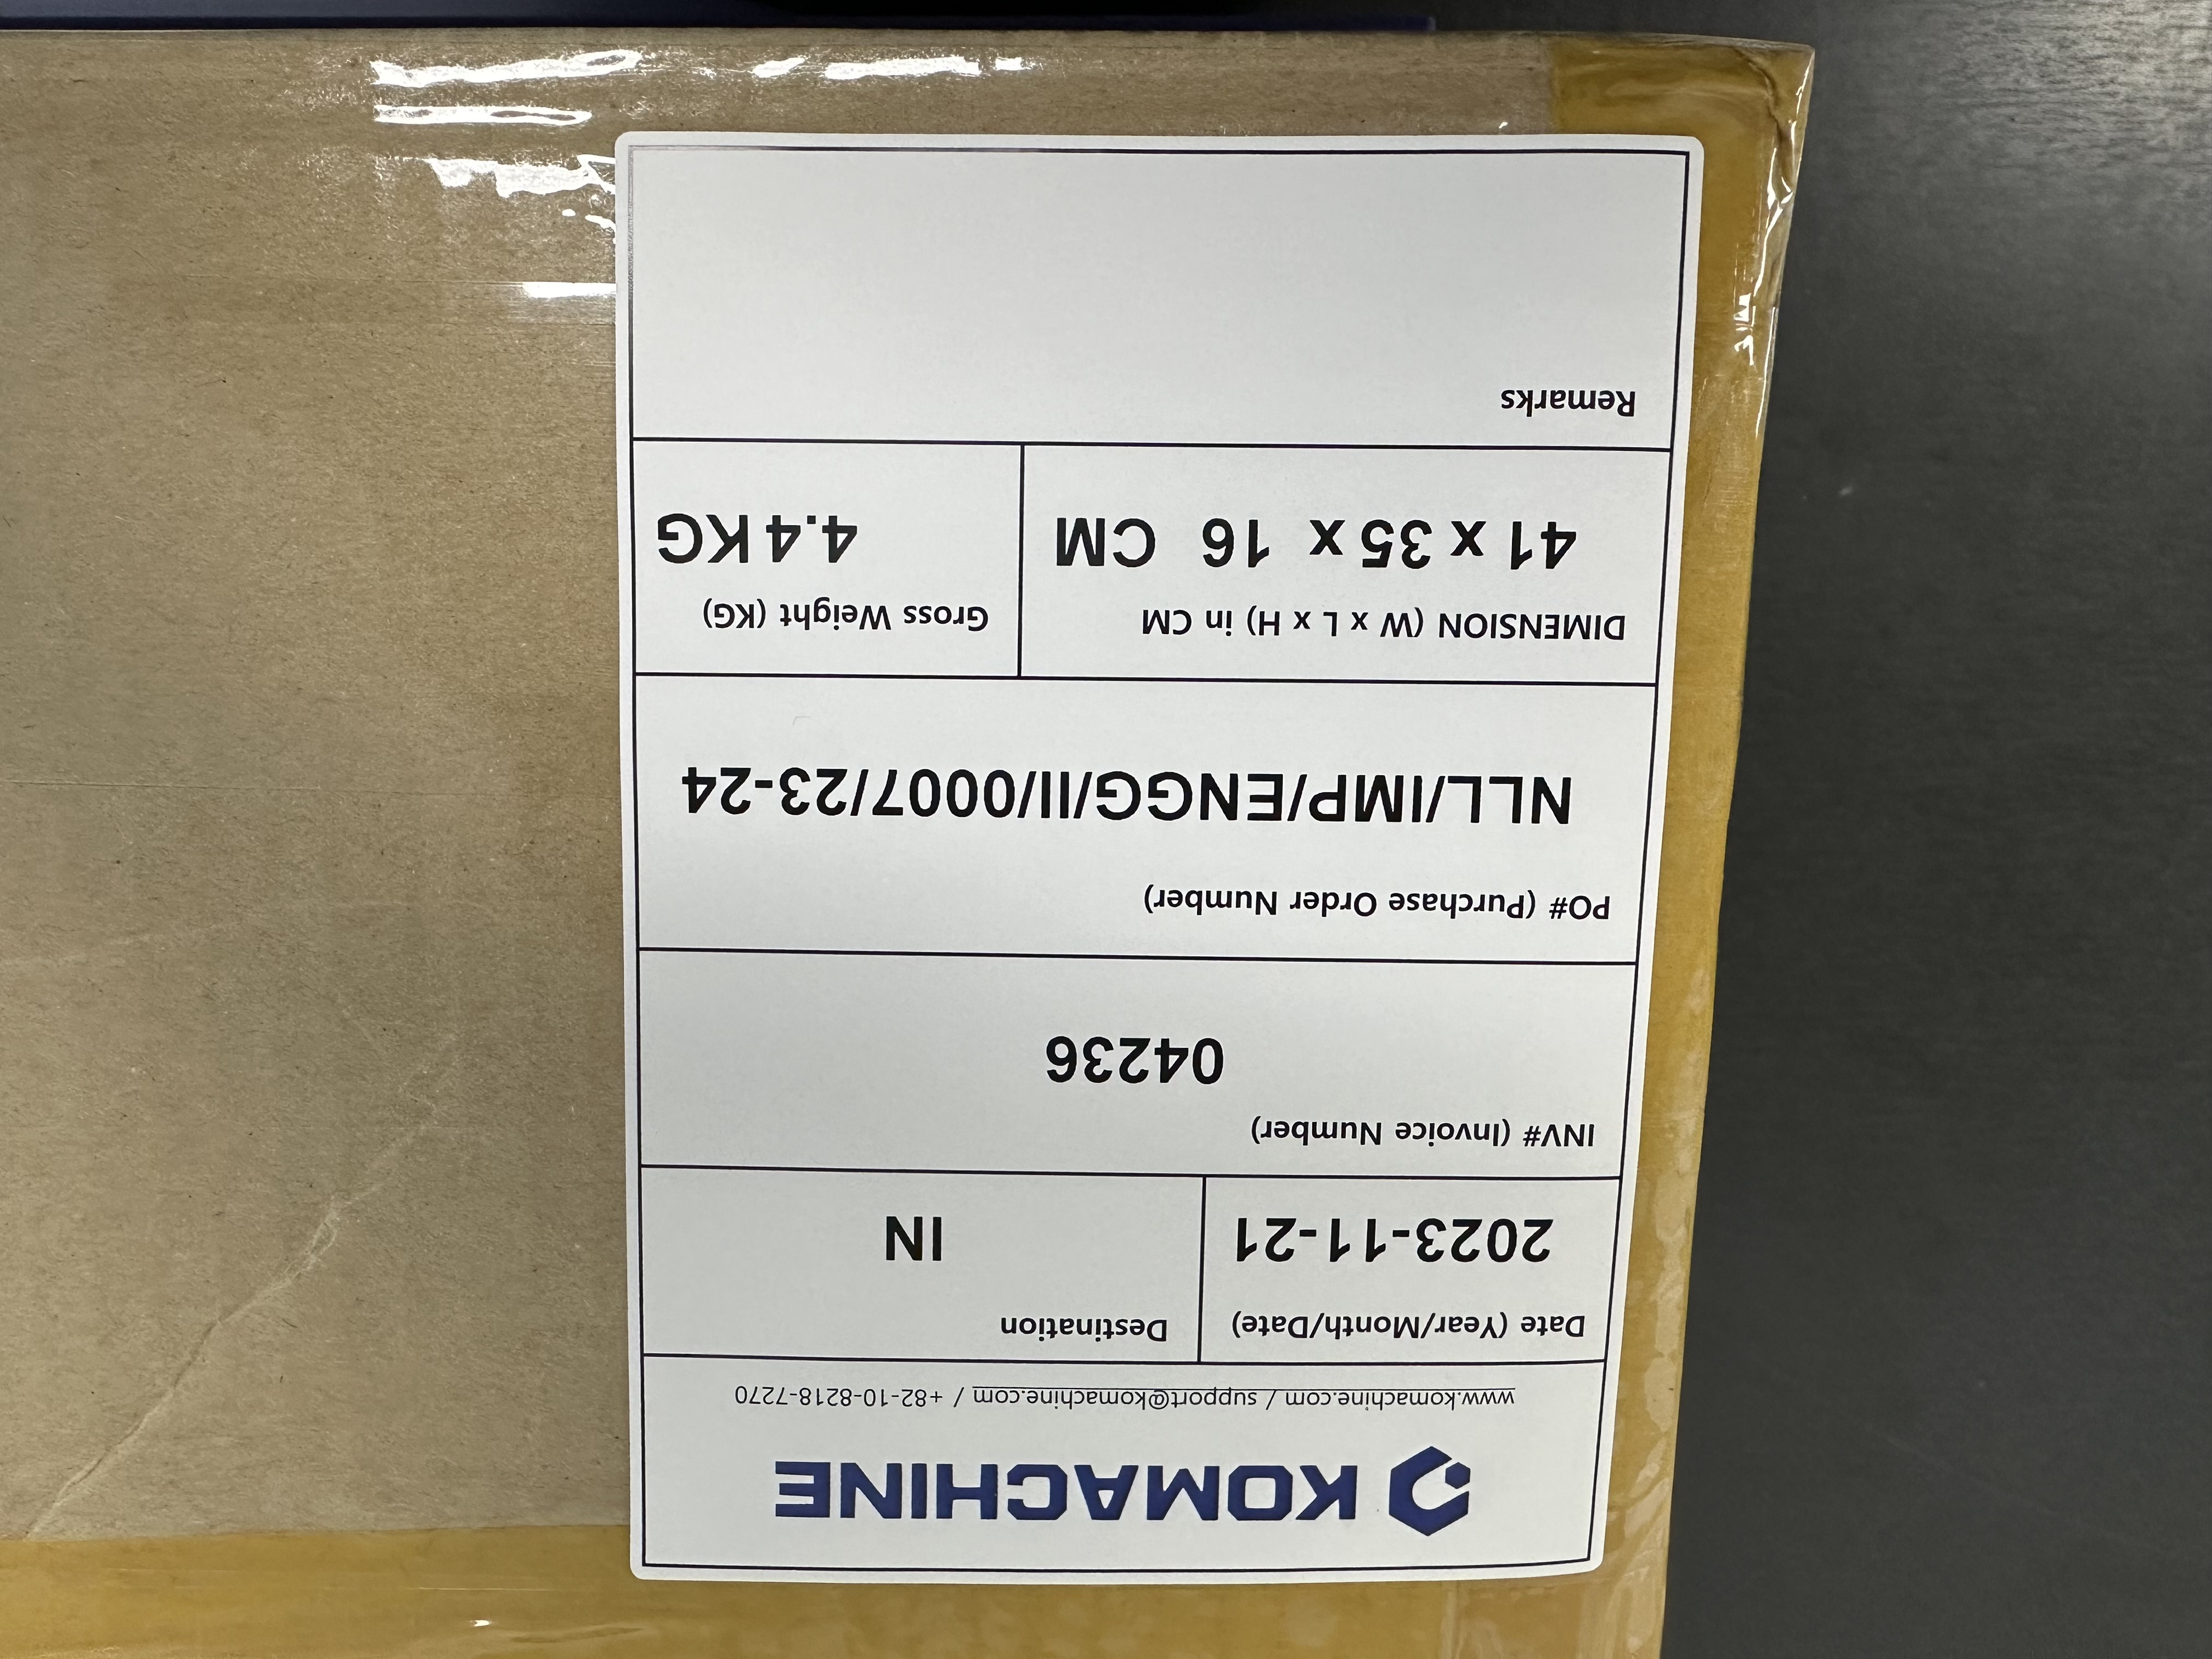 KOMACHINE
www.komachine.com / support@komachine.com / +82-10-8218-7270
Date (Year/Month/Date) Destination
2023-11-21 IN
INV# (Invoice Number)
04236
PO# (Purchase Order Number)
NLL/IMP/ENGG/II/0007/23-24
DIMENSION (W x L x H) in CM Gross Weight (KG)
41 x 35 x 16 CM 4.4 KG
Remarks